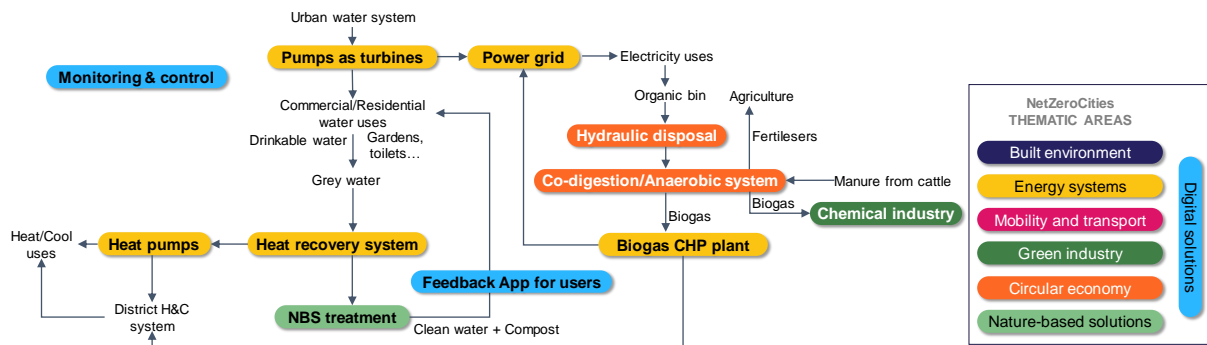 Urban water system
Pumps as turbines
Power grid
Electricity uses
Monitoring & control
Organic bin
Agriculture
Commercial/Residential
water uses
Drinkable water
Gardens,
toilets…
Hydraulic disposal
Fertilesers
Grey water
Co-digestion/Anaerobic system
Manure from cattle
Biogas
Biogas
Chemical industry
Heat/Cool
uses
Heat pumps
Heat recovery system
Biogas CHP plant
Feedback App for users
District H&C
system
NBS treatment
Clean water + Compost
NetZeroCities
THEMATIC AREAS
Built environment
Energy systems
Mobility and transport
Green industry
Circular economy
Nature-based solutions
Digital solutions